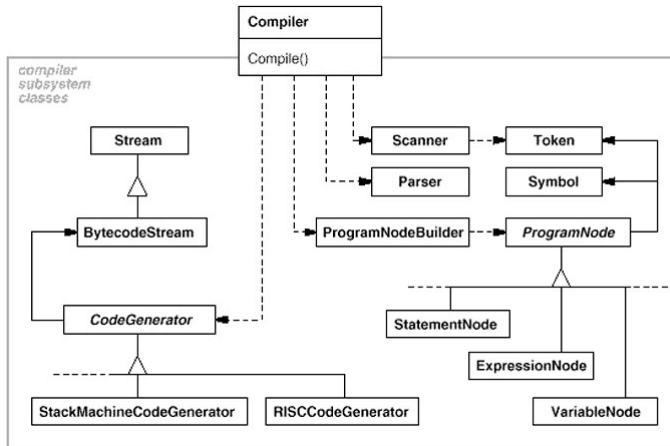 Compiler
Compile()
compiler
subsystem
classes
Stream
Scanner
Token
Parser
Symbol
BytecodeStream
ProgramNodeBuilder
ProgramNode
CodeGenerator
StatementNode
ExpressionNode
StackMachineCodeGenerator
RISCCodeGenerator
VariableNode